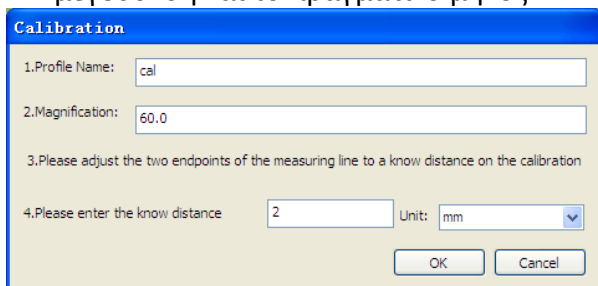 Calibration
1.Profile Name: cal
2.Magnification: 60.0
3.Please adjust the two endpoints of the measuring line to a know distance on the calibration
4.Please enter the know distance 2 Unit: mm
OK Cancel